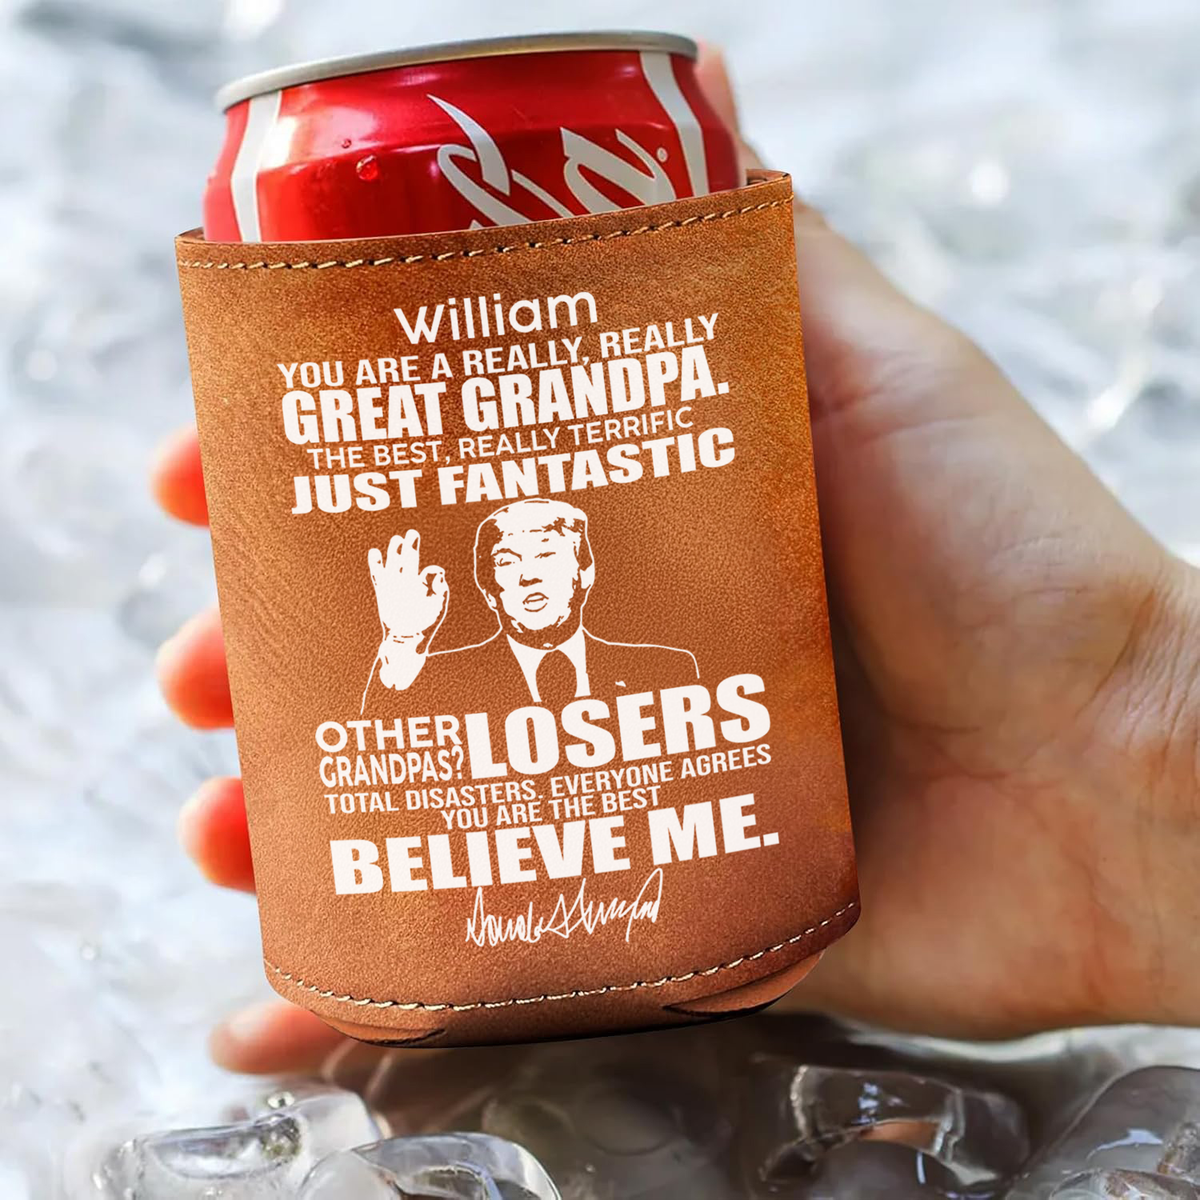 William
YOU ARE A REALLY, REALLY
GREAT GRANDPA.
THE BEST, REALLY TERRIFIC
JUST FANTASTIC
OTHER
GRANDPAS? LOSERS
TOTAL DISASTERS. EVERYONE AGREES
YOU ARE THE BEST
BELIEVE ME.